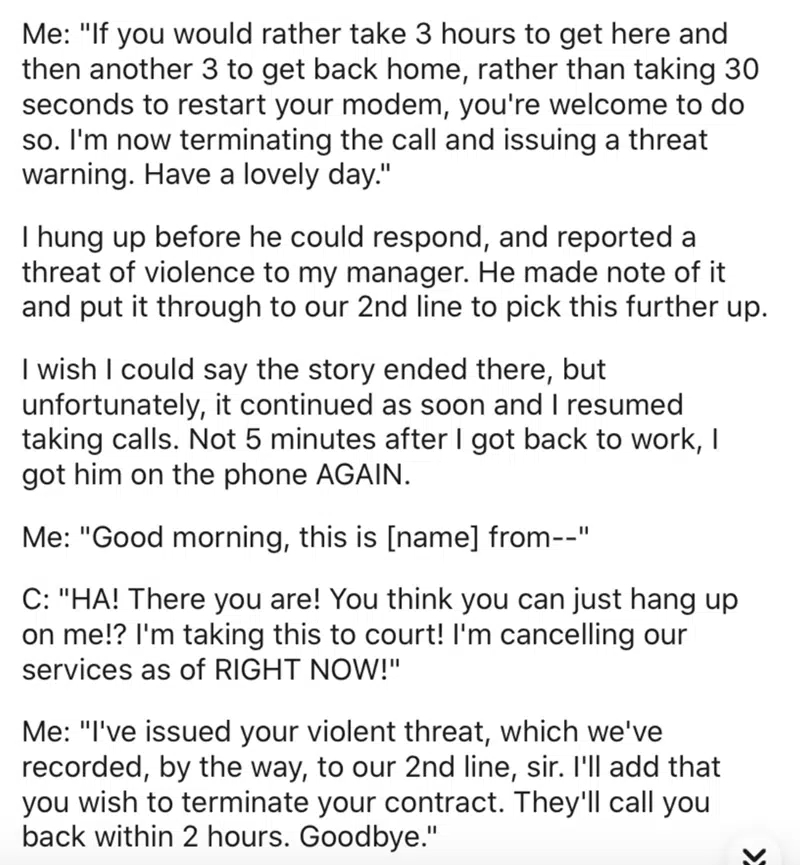 Me: "If you would rather take 3 hours to get here and
then another 3 to get back home, rather than taking 30
seconds to restart your modem, you're welcome to do
so. I'm now terminating the call and issuing a threat
warning. Have a lovely day."
I hung up before he could respond, and reported a
threat of violence to my manager. He made note of it
and put it through to our 2nd line to pick this further up.
I wish I could say the story ended there, but
unfortunately, it continued as soon and I resumed
taking calls. Not 5 minutes after I got back to work, I
got him on the phone AGAIN.
Me: "Good morning, this is [name] from--"
C: "HA! There you are! You think you can just hang up
on me!? I'm taking this to court! I'm cancelling our
services as of RIGHT NOW!"
Me: "I've issued your violent threat, which we've
recorded, by the way, to our 2nd line, sir. I'll add that
you wish to terminate your contract. They'll call you
back within 2 hours. Goodbye."